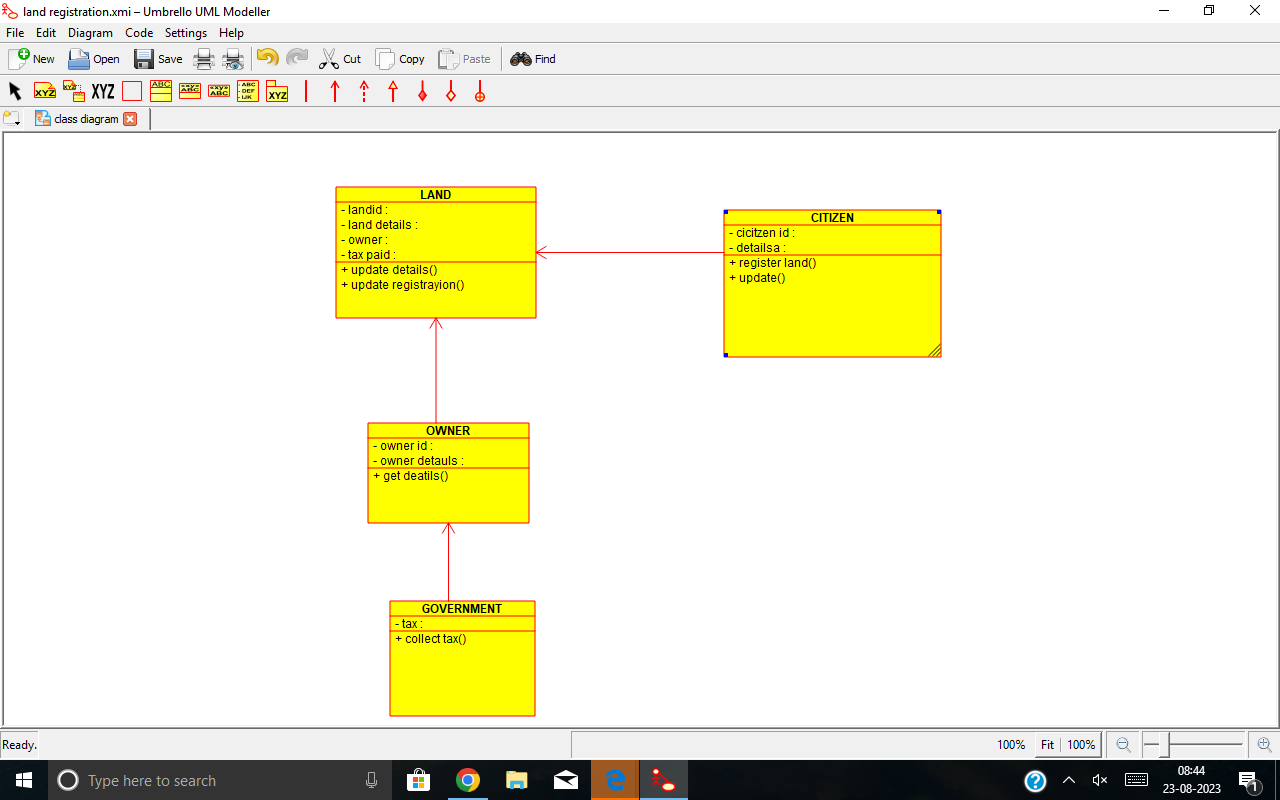 land registration.xmi – Umbrello UML Modeller
File Edit Diagram Code Settings Help
New Open Save Cut Copy Paste Find
XYZ XYZ ABC ABC ABC - ABC - DEF - IJK XYZ
class diagram
LAND
- landid :
- land details :
- owner :
- tax paid :
+ update details()
+ update registrayion()
CITIZEN
- cicitzen id :
- detailsa :
+ register land()
+ update()
OWNER
- owner id :
- owner detauls :
+ get deatils()
GOVERNMENT
- tax :
+ collect tax()
Ready.
100% Fit 100%
Type here to search
08:44
23-08-2023
1